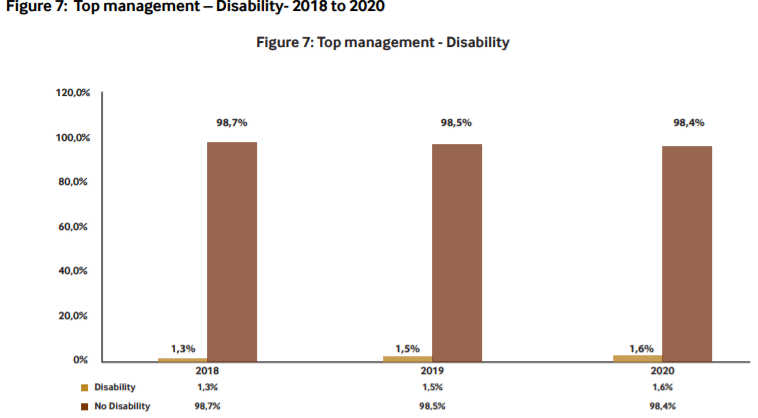 Figure 7: Top management – Disability- 2018 to 2020
Figure 7: Top management - Disability
120,0%
100,0%
80,0%
60,0%
40,0%
20,0%
0%
98,7%
98,5%
98,4%
1,3%
1,5%
1,6%
2018 2019 2020
Disability 1,3% 1,5% 1,6%
No Disability 98,7% 98,5% 98,4%